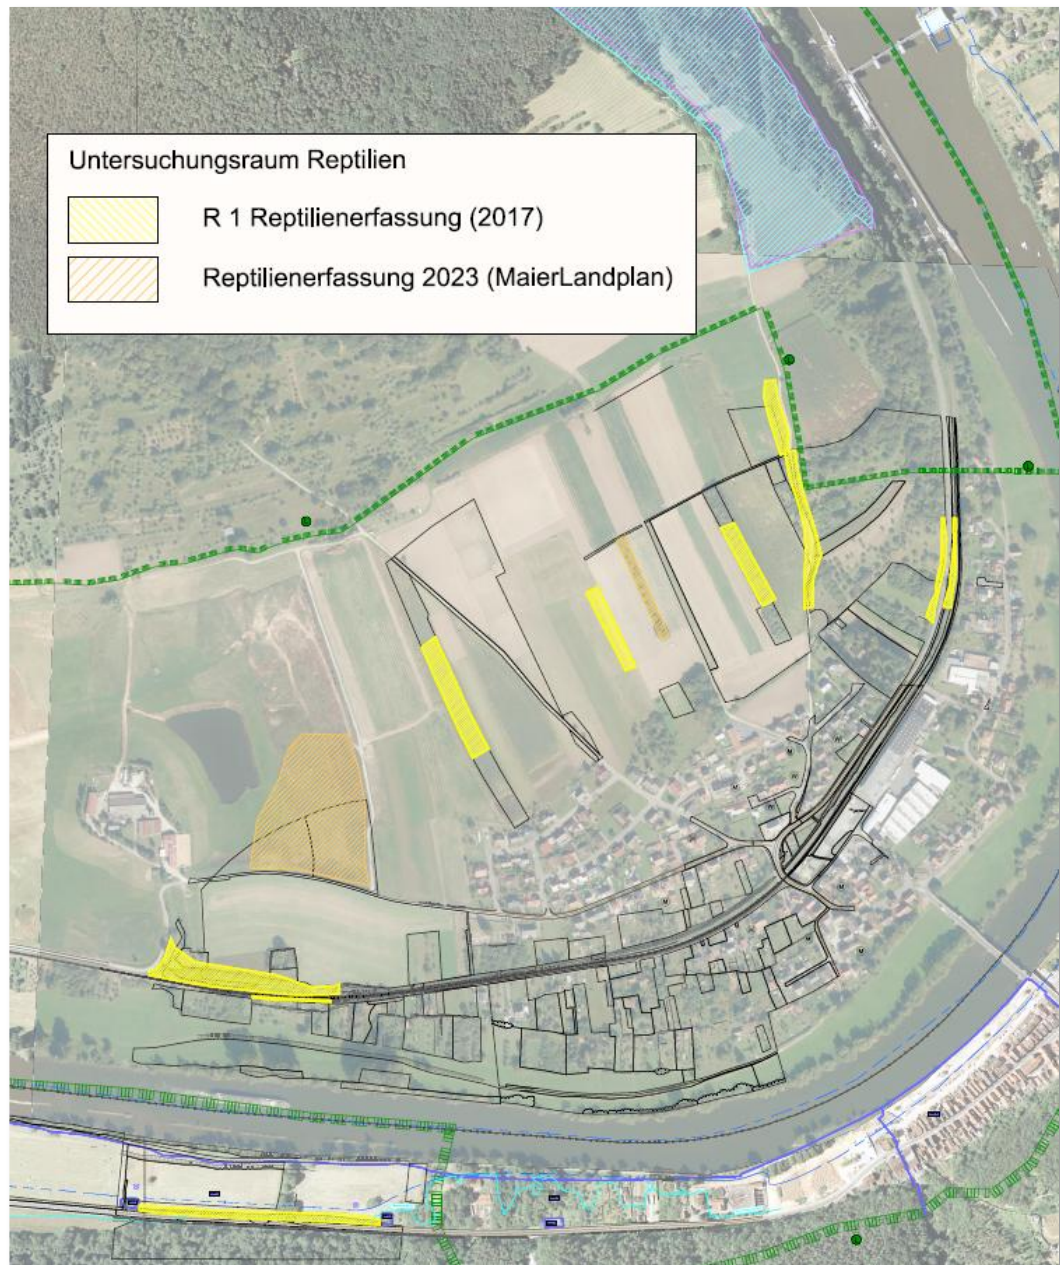 Untersuchungsraum Reptilien
R 1 Reptilienerfassung (2017)
Reptilienerfassung 2023 (MaierLandplan)